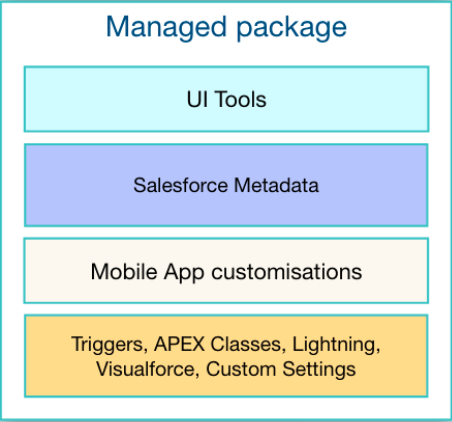 Managed package
UI Tools
Salesforce Metadata
Mobile App customisations
Triggers, APEX Classes, Lightning,
Visualforce, Custom Settings